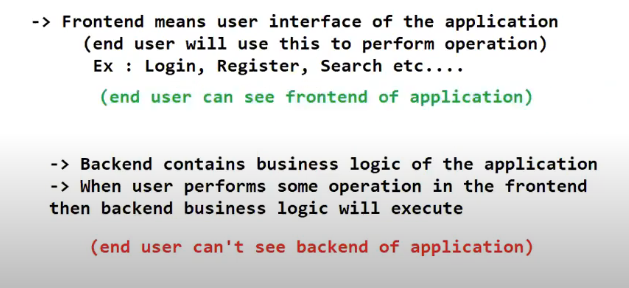 -> Frontend means user interface of the application
(end user will use this to perform operation)
Ex : Login, Register, Search etc....
(end user can see frontend of application)
-> Backend contains business logic of the application
-> When user performs some operation in the frontend
then backend business logic will execute
(end user can't see backend of application)